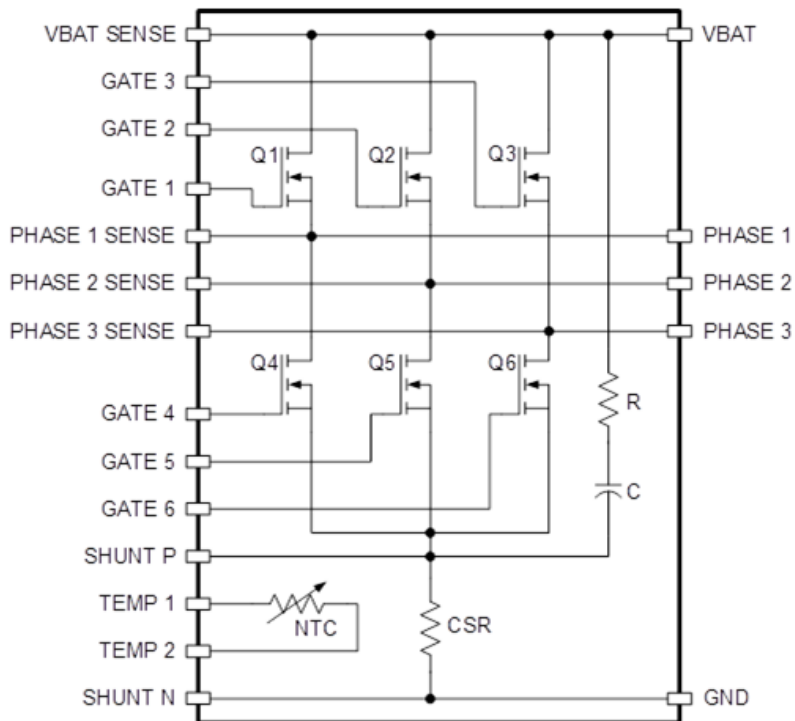 VBAT SENSE
VBAT
GATE 3
GATE 2
Q1
Q2
Q3
GATE 1
PHASE 1 SENSE
PHASE 1
PHASE 2 SENSE
PHASE 2
PHASE 3 SENSE
PHASE 3
Q4
Q5
Q6
R
GATE 4
GATE 5
C
GATE 6
SHUNT P
TEMP 1
NTC
CSR
TEMP 2
SHUNT N
GND